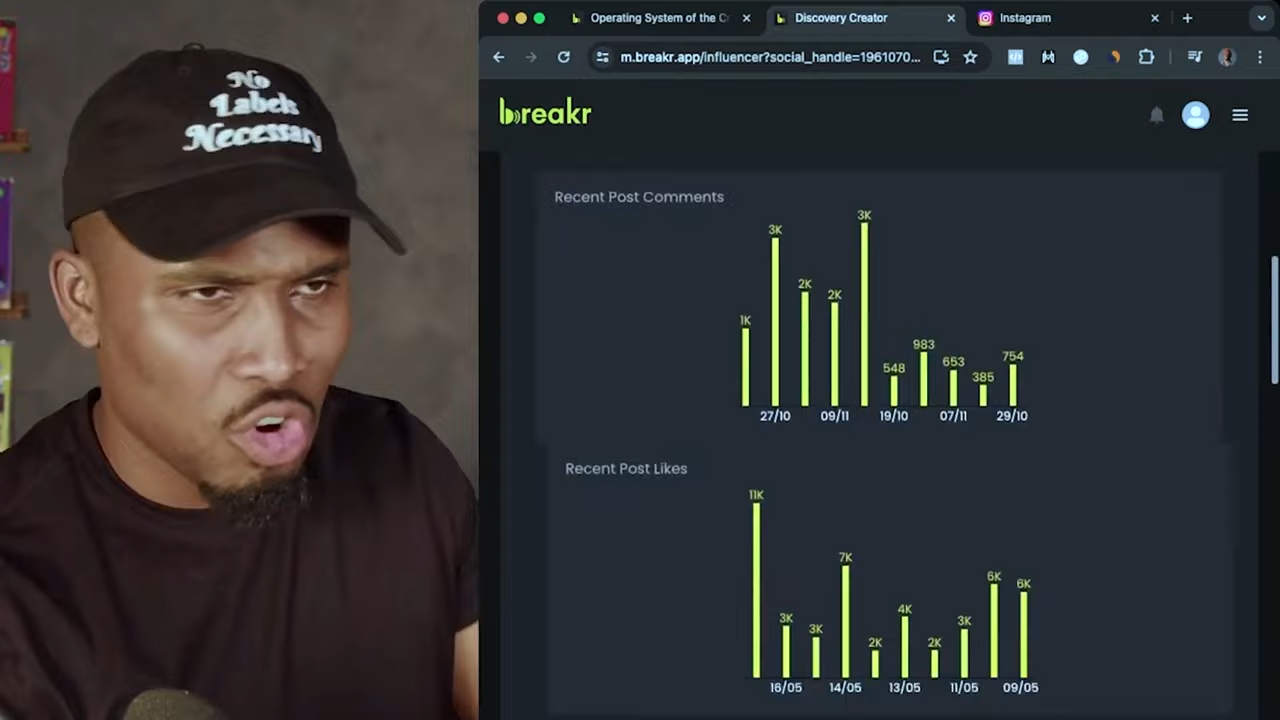 No
Labels
Necessary
Operating System of the C
Discovery Creator
Instagram
m.breakr.app/influencer?social_handle=1961070...
breakr
Recent Post Comments
3K
3K
2K
2K
1K
983
754
653
548
385
27/10 09/11 19/10 07/11 29/10
Recent Post Likes
11K
7K
6K
6K
4K
3K
3K
3K
2K
2K
16/05 14/05 13/05 11/05 09/05